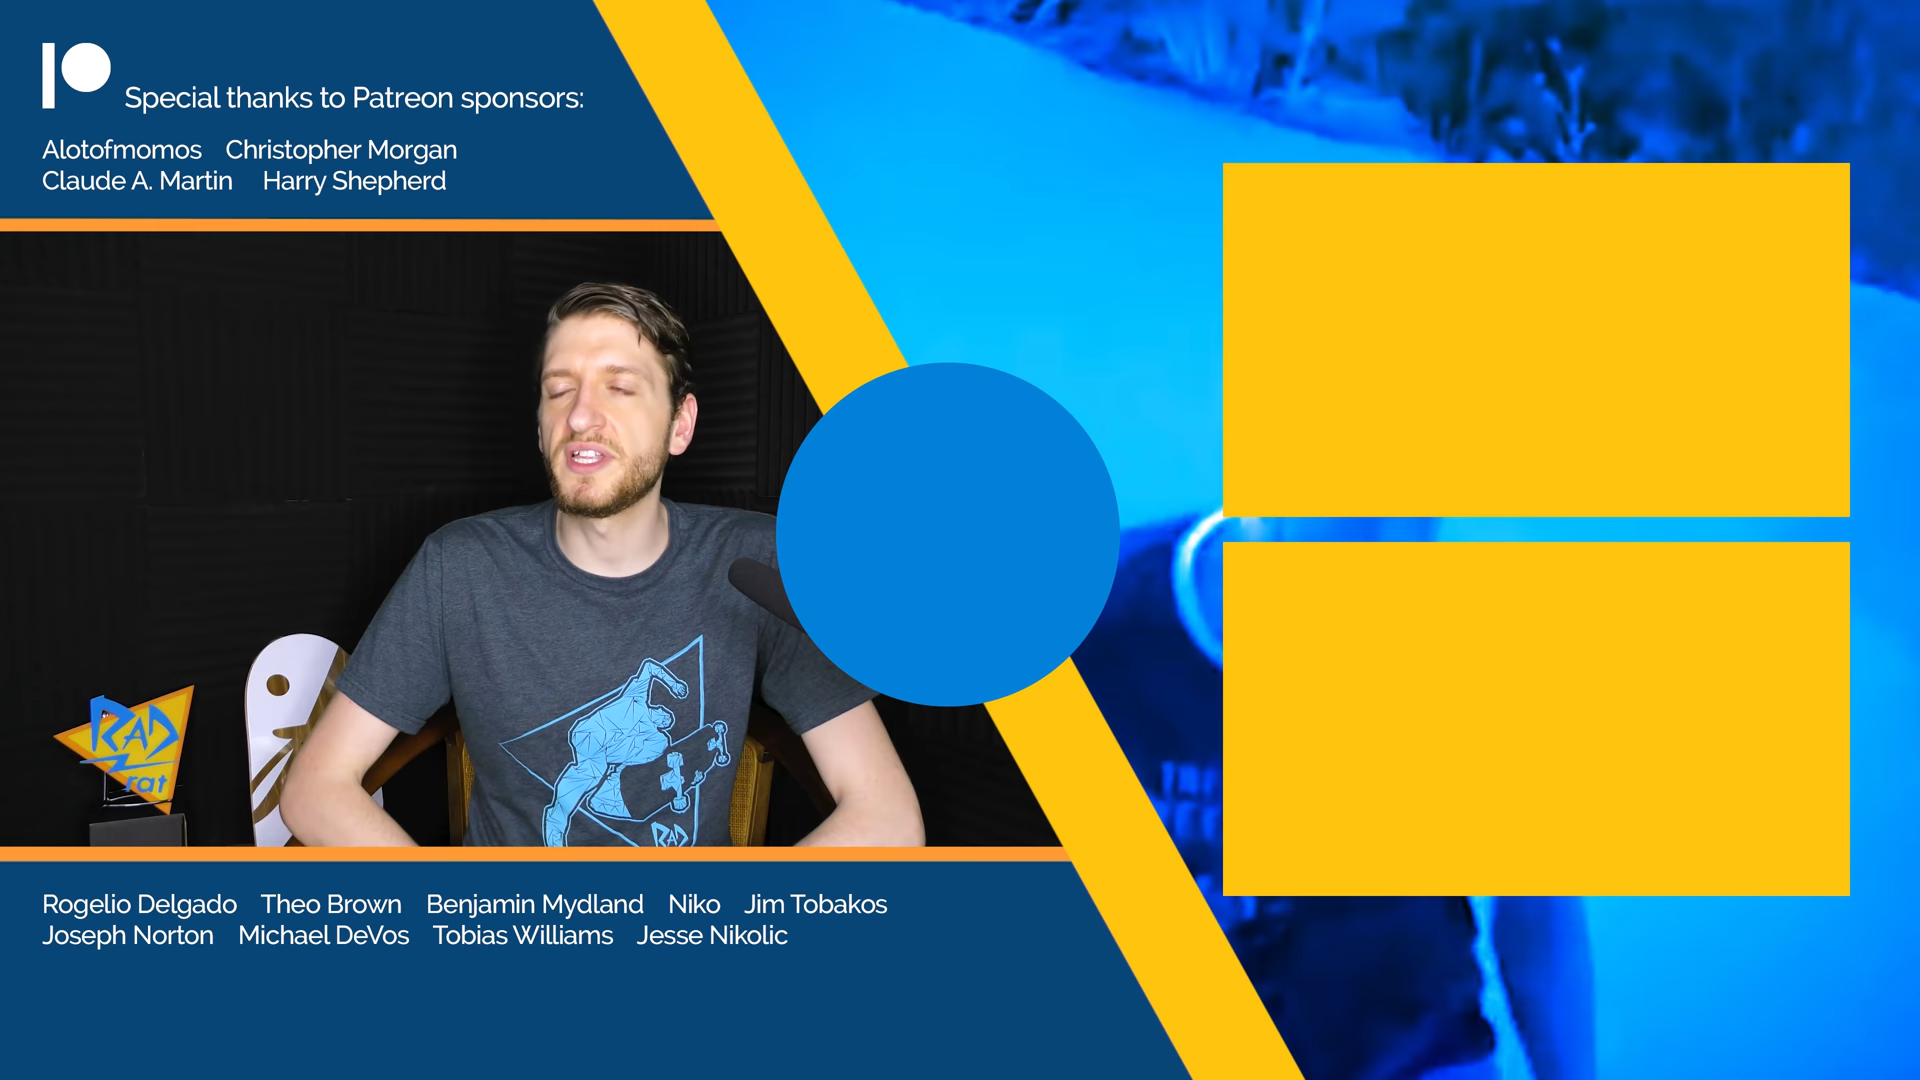 Special thanks to Patreon sponsors:
Alotofmomos Christopher Morgan
Claude A. Martin Harry Shepherd
RAD
rat
RAD
Rogelio Delgado Theo Brown Benjamin Mydland Niko Jim Tobakos
Joseph Norton Michael DeVos Tobias Williams Jesse Nikolic